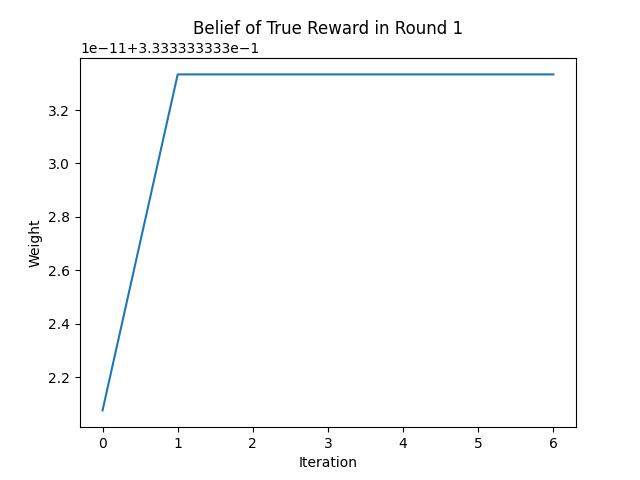 Belief of True Reward in Round 1
1e−11+3.333333333e−1
3.2
3.0
2.8
2.6
2.4
2.2
Weight
0 1 2 3 4 5 6
Iteration